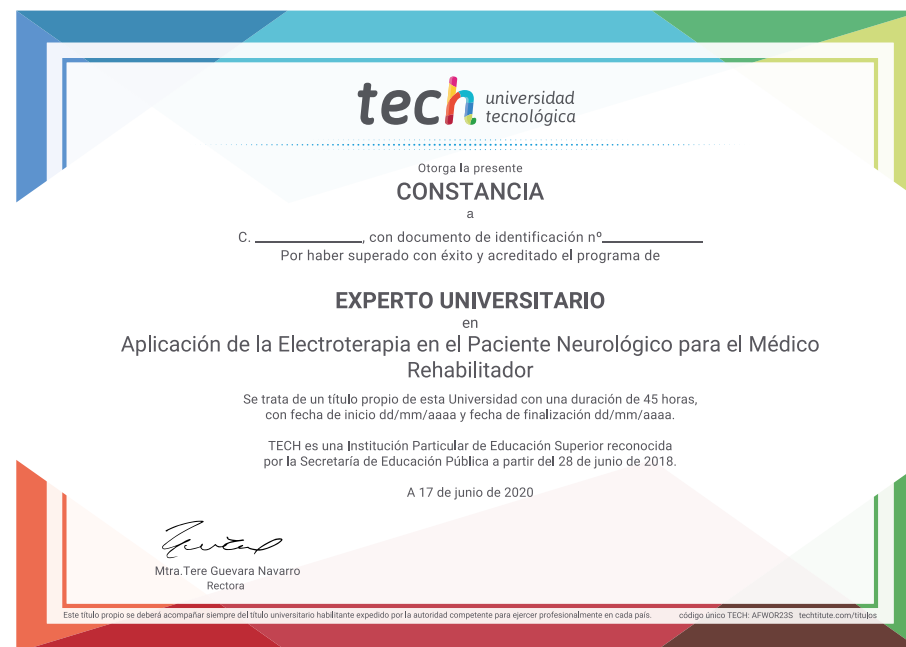 tech universidad
tecnológica
Otorga la presente
CONSTANCIA
a
C. ____________, con documento de identificación nº____________
Por haber superado con éxito y acreditado el programa de
EXPERTO UNIVERSITARIO
en
Aplicación de la Electroterapia en el Paciente Neurológico para el Médico
Rehabilitador
Se trata de un título propio de esta Universidad con una duración de 45 horas,
con fecha de inicio dd/mm/aaaa y fecha de finalización dd/mm/aaaa.
TECH es una Institución Particular de Educación Superior reconocida
por la Secretaría de Educación Pública a partir del 28 de junio de 2018.
A 17 de junio de 2020
Mtra.Tere Guevara Navarro
Rectora
Este título propio se deberá acompañar siempre del título universitario habilitante expedido por la autoridad competente para ejercer profesionalmente en cada país. código único TECH: AFWOR23S techtitute.com/titulos